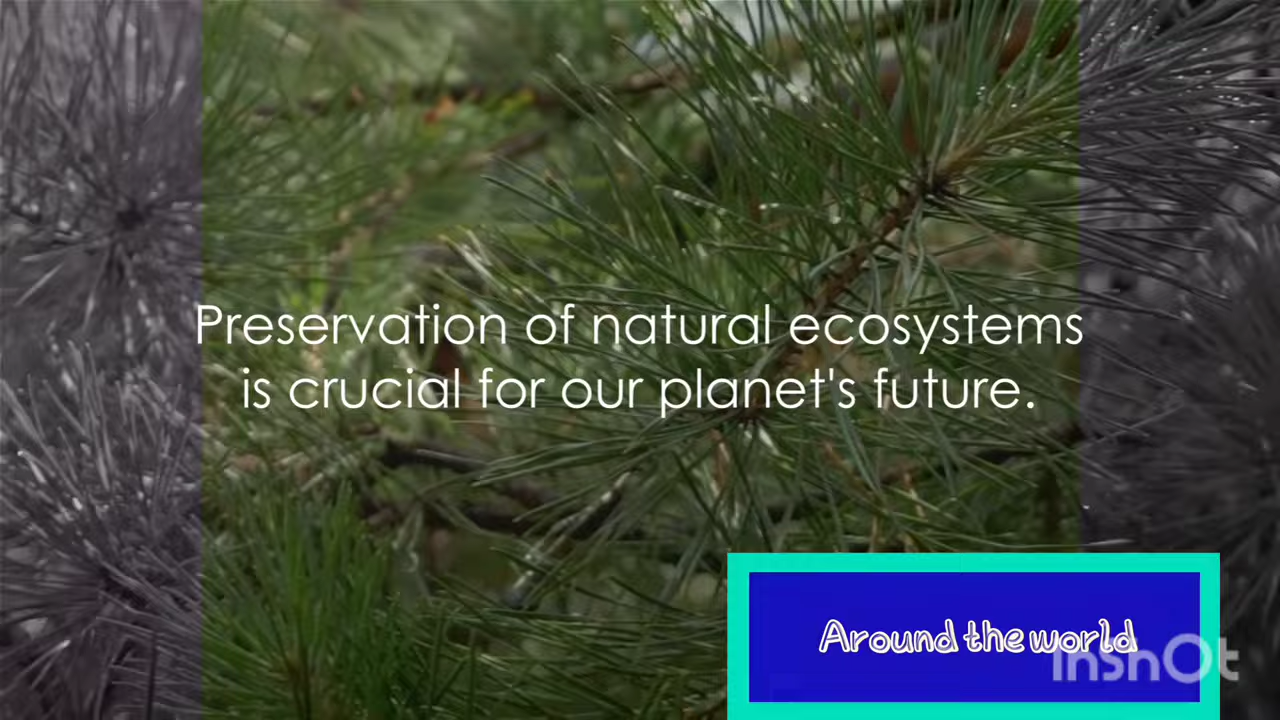 Preservation of natural ecosystems
is crucial for our planet's future.
Around the world
InShOt